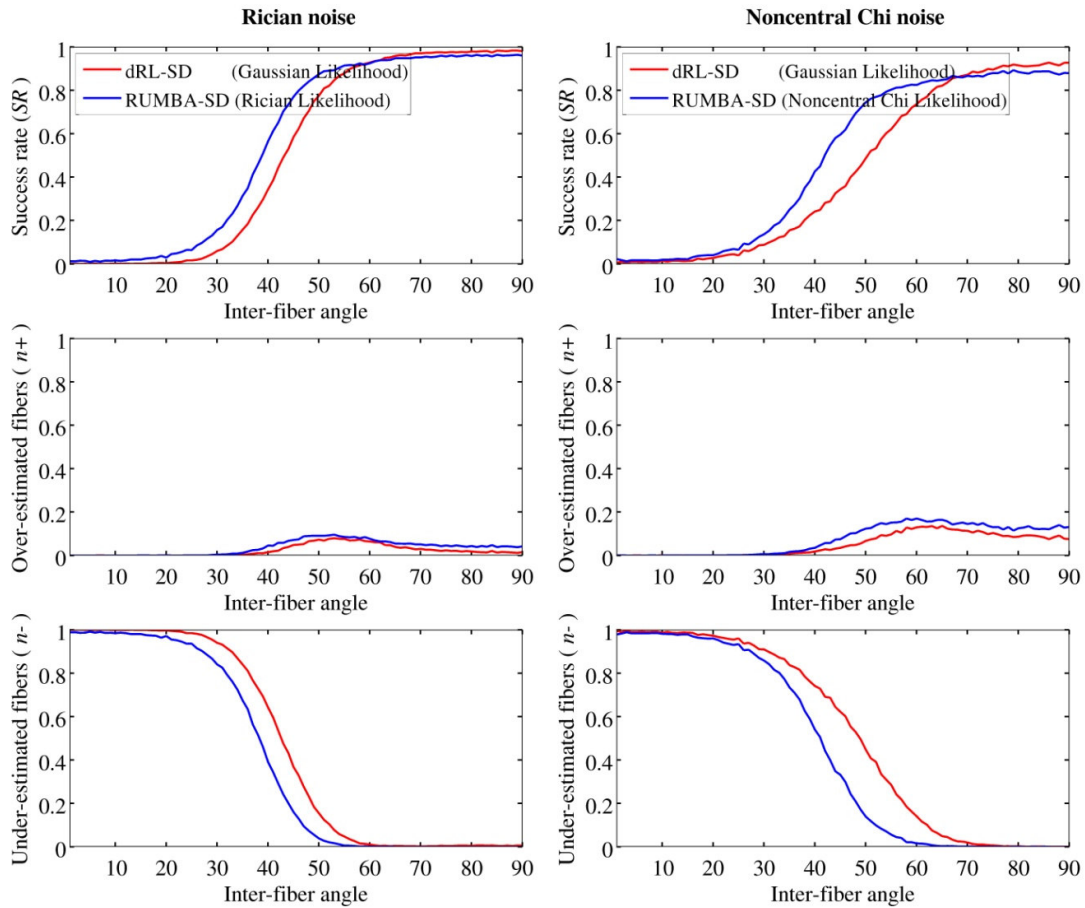 Rician noise
Noncentral Chi noise
Success rate (SR)
1
0.8
0.6
0.4
0.2
0
dRL-SD (Gaussian Likelihood)
RUMBA-SD (Rician Likelihood)
10 20 30 40 50 60 70 80 90
Inter-fiber angle
Success rate (SR)
1
0.8
0.6
0.4
0.2
0
dRL-SD (Gaussian Likelihood)
RUMBA-SD (Noncentral Chi Likelihood)
10 20 30 40 50 60 70 80 90
Inter-fiber angle
Over-estimated fibers ( n+ )
1
0.8
0.6
0.4
0.2
0
10 20 30 40 50 60 70 80 90
Inter-fiber angle
Over-estimated fibers ( n+ )
1
0.8
0.6
0.4
0.2
0
10 20 30 40 50 60 70 80 90
Inter-fiber angle
Under-estimated fibers ( n- )
1
0.8
0.6
0.4
0.2
0
10 20 30 40 50 60 70 80 90
Inter-fiber angle
Under-estimated fibers ( n- )
1
0.8
0.6
0.4
0.2
0
10 20 30 40 50 60 70 80 90
Inter-fiber angle